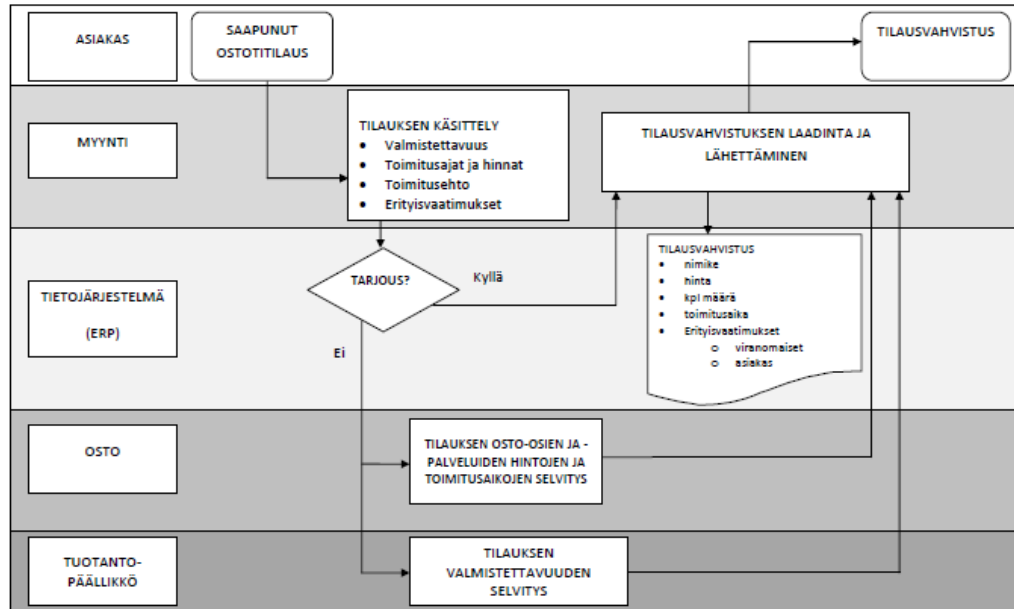 ASIAKAS
SAAPUNUT
OSTOTITILAUS
TILAUSVAHVISTUS
MYYNTI
TILAUKSEN KÄSITTELY
• Valmistettavuus
• Toimitusajat ja hinnat
• Toimitusehto
• Erityisvaatimukset
TILAUSVAHVISTUKSEN LAADINTA JA
LÄHETTÄMINEN
TIETOJÄRJESTELMÄ
(ERP)
TARJOUS?
Kyllä
Ei
TILAUSVAHVISTUS
• nimike
• hinta
• kpl määrä
• toimitusaika
• Erityisvaatimukset
o viranomaiset
o asiakas
OSTO
TILAUKSEN OSTO-OSIEN JA -
PALVELUIDEN HINTOJEN JA
TOIMITUSAIKOJEN SELVITYS
TUOTANTO-
PÄÄLLIKKÖ
TILAUKSEN
VALMISTETTAVUUDEN
SELVITYS